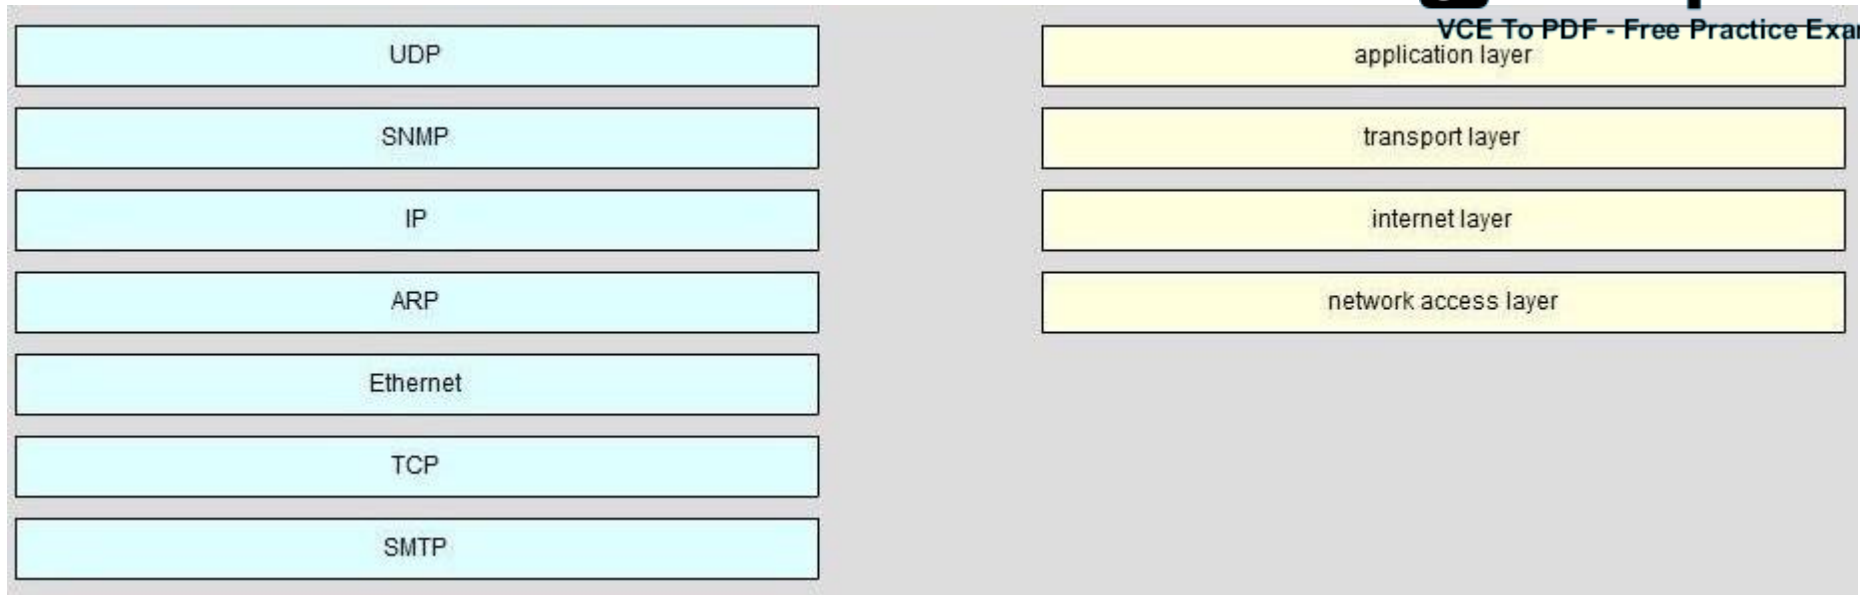 VCE To PDF - Free Practice
UDP
application layer
SNMP
transport layer
IP
internet layer
ARP
network access layer
Ethernet
TCP
SMTP